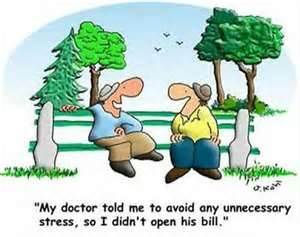 "My doctor told me to avoid any unnecessary
stress, so I didn't open his bill."